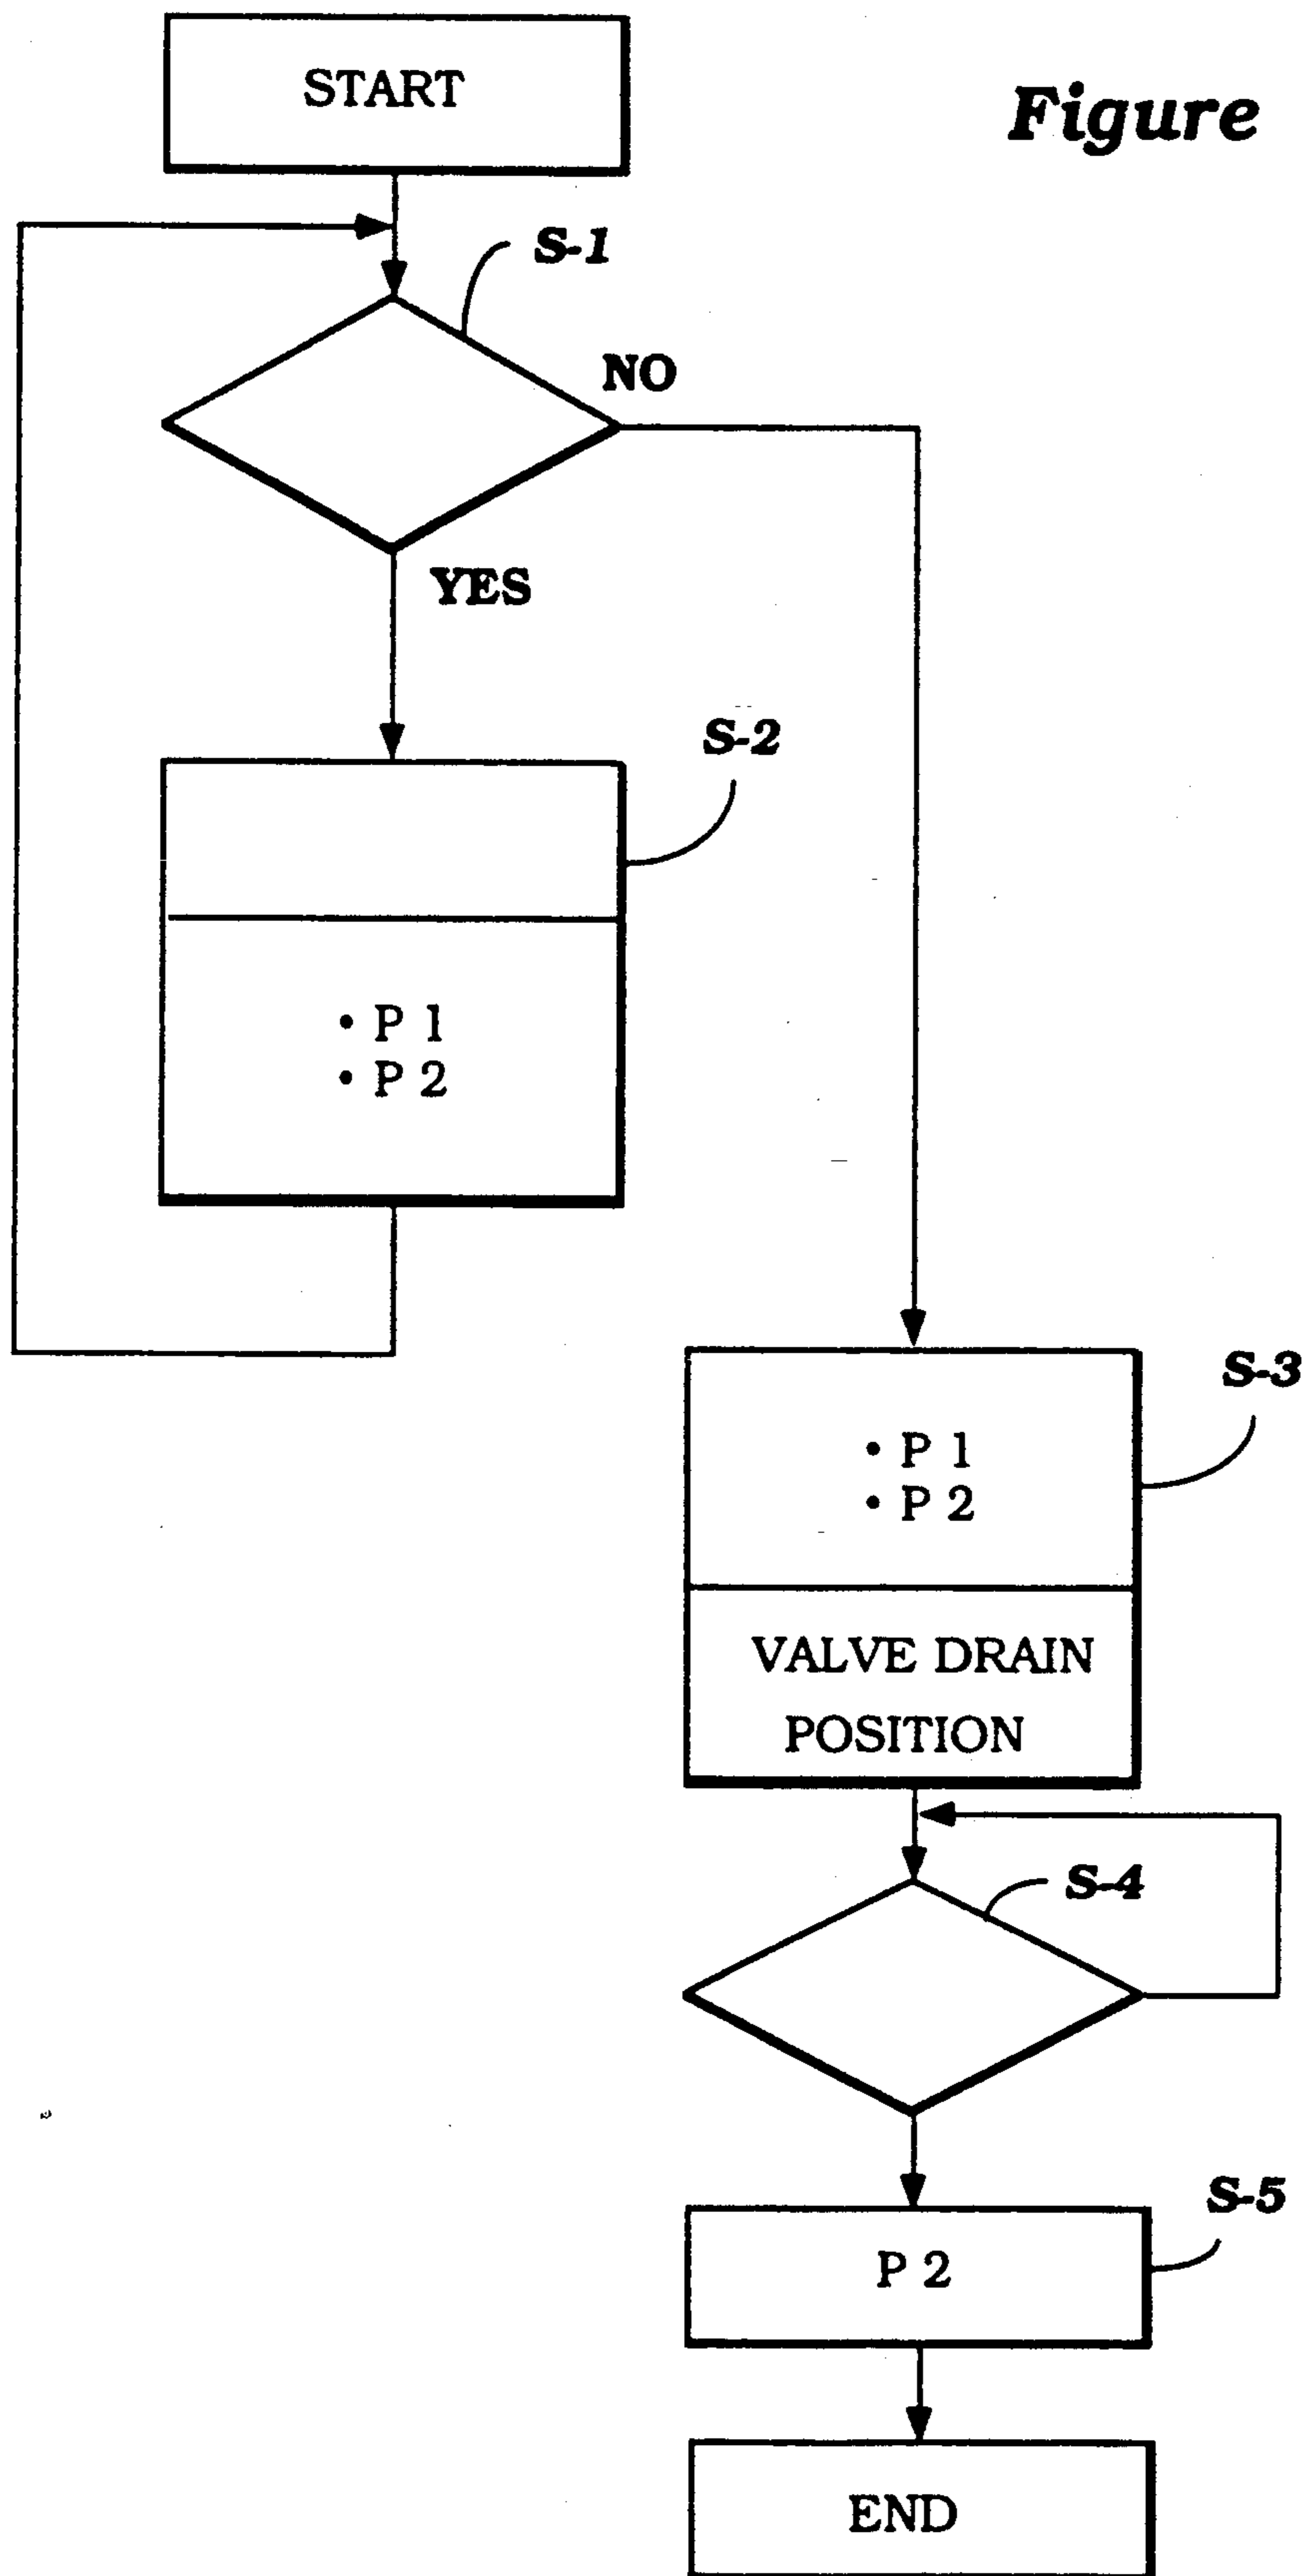 START
Figure
S-1
NO
YES
S-2
• P 1
• P 2
S-3
• P 1
• P 2
VALVE DRAIN
POSITION
S-4
S-5
P 2
END